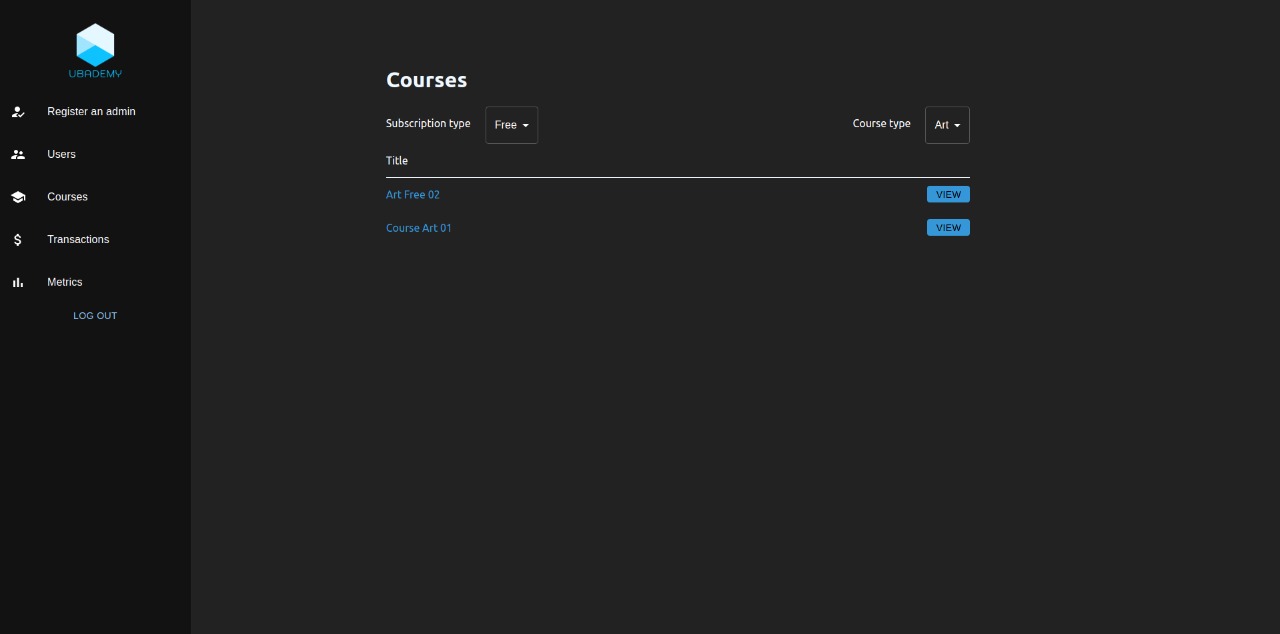 UBADEMY
Register an admin
Users
Courses
Transactions
Metrics
LOG OUT
Courses
Subscription type Free Course type Art
Title
Art Free 02 VIEW
Course Art 01 VIEW